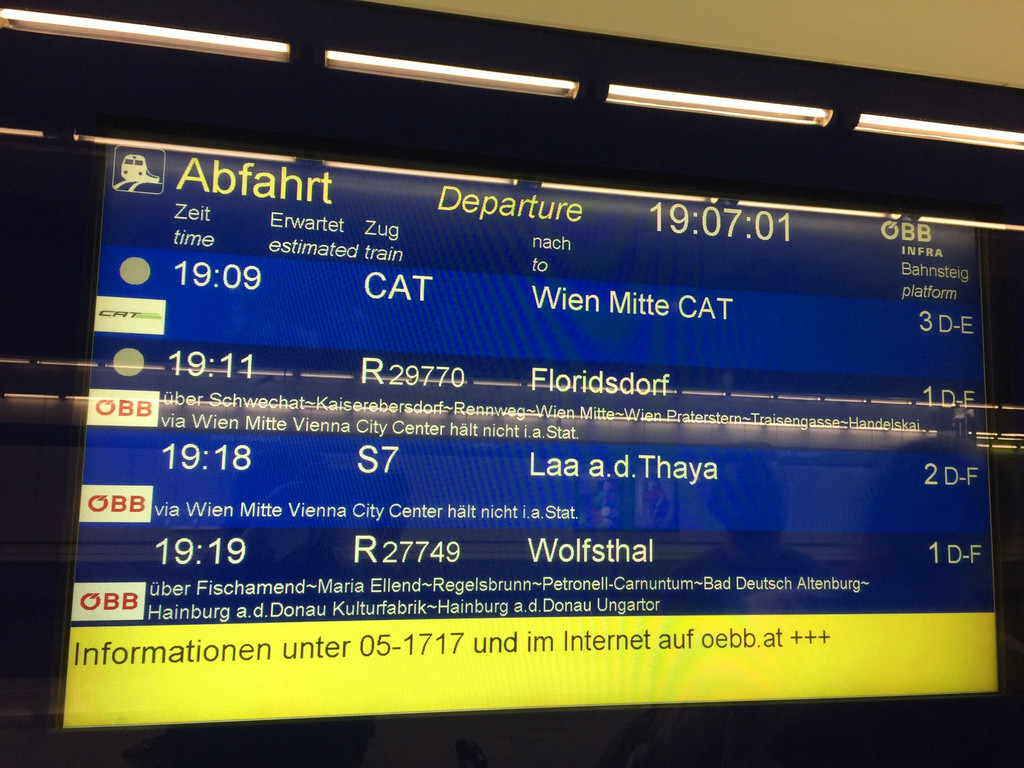 Abfahrt Departure 19:07:01 ÖBB INFRA
Zeit Erwartet Zug nach Bahnsteig
time estimated train to platform
19:09 CAT Wien Mitte CAT 3 D-E
CAT
19:11 R 29770 Floridsdorf 1 D-F
ÖBB über Schwechat~Kaiserebersdorf~Rennweg~Wien Mitte~Wien Praterstern~Traisengasse~Handelskai
via Wien Mitte Vienna City Center hält nicht i.a.Stat.
19:18 S7 Laa a.d.Thaya 2 D-F
ÖBB via Wien Mitte Vienna City Center hält nicht i.a.Stat.
19:19 R 27749 Wolfsthal 1 D-F
ÖBB über Fischamend~Maria Ellend~Regelsbrunn~Petronell-Carnuntum~Bad Deutsch Altenburg~
Hainburg a.d.Donau Kulturfabrik~Hainburg a.d.Donau Ungartor
Informationen unter 05-1717 und im Internet auf oebb.at +++